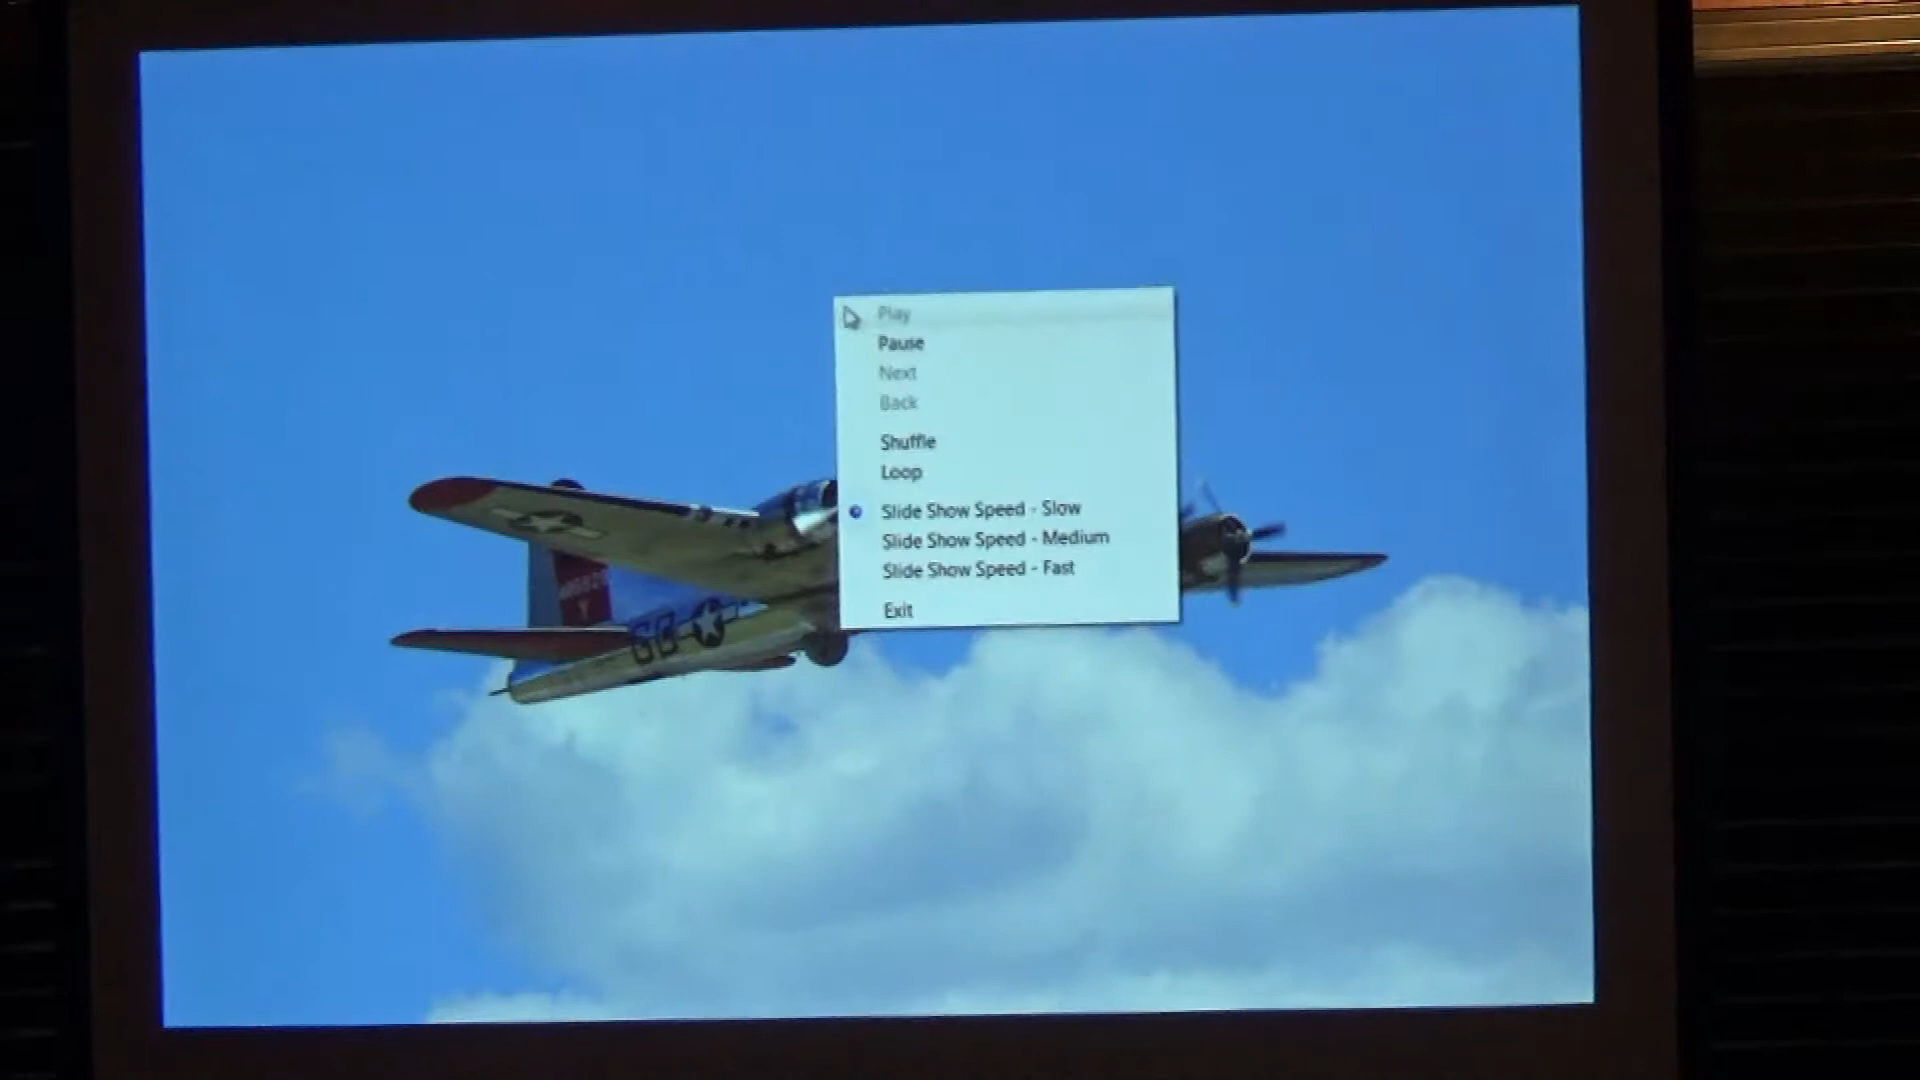 Play
Pause
Next
Back
Shuffle
Loop
Slide Show Speed - Slow
Slide Show Speed - Medium
Slide Show Speed - Fast
Exit
Y